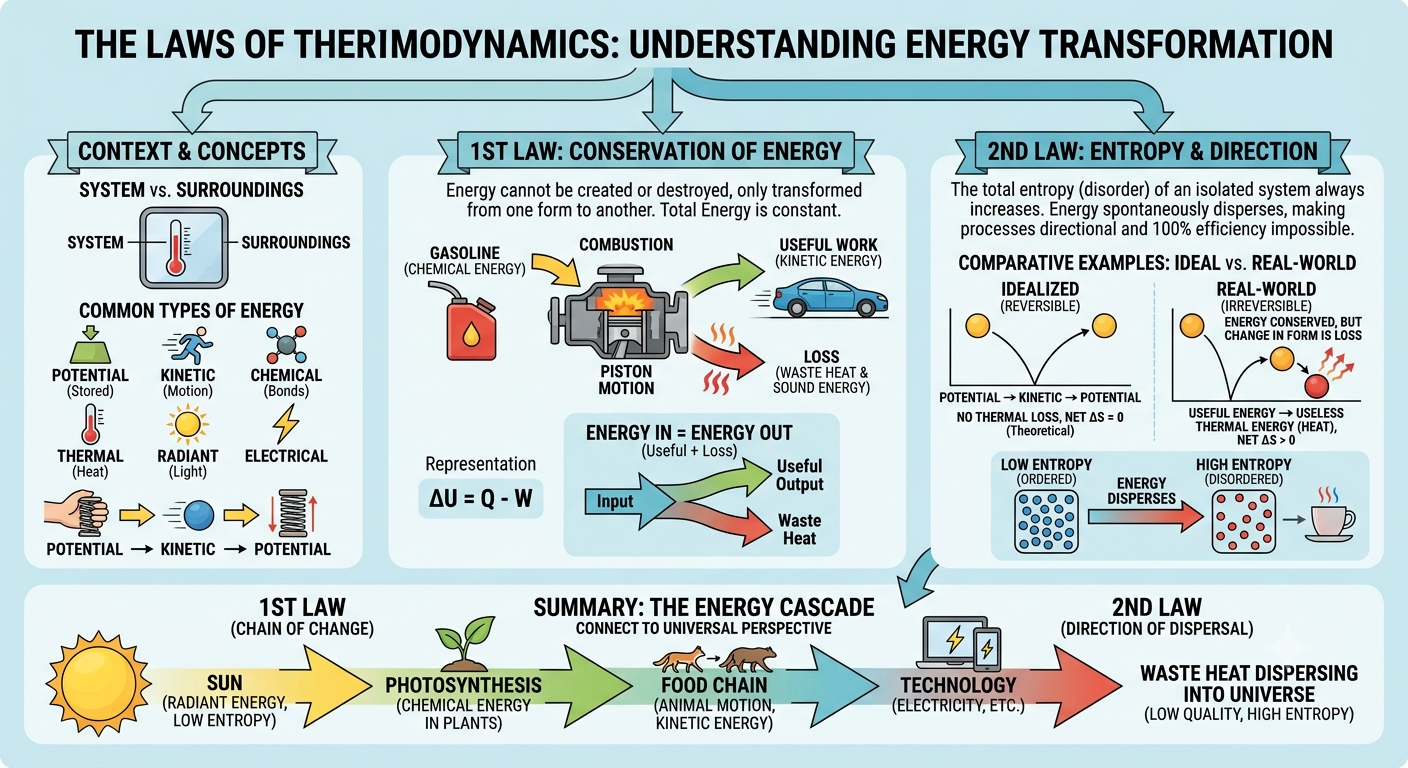 THE LAWS OF THERIMODYNAMICS: UNDERSTANDING ENERGY TRANSFORMATION
CONTEXT & CONCEPTS
SYSTEM vs. SURROUNDINGS
SYSTEM
SURROUNDINGS
COMMON TYPES OF ENERGY
POTENTIAL
(Stored)
KINETIC
(Motion)
CHEMICAL
(Bonds)
THERMAL
(Heat)
RADIANT
(Light)
ELECTRICAL
POTENTIAL → KINETIC → POTENTIAL
1ST LAW: CONSERVATION OF ENERGY
Energy cannot be created or destroyed, only transformed
from one form to another. Total Energy is constant.
GASOLINE
(CHEMICAL ENERGY)
COMBUSTION
PISTON
MOTION
USEFUL WORK
(KINETIC ENERGY)
LOSS
(WASTE HEAT &
SOUND ENERGY)
Representation
ΔU = Q - W
ENERGY IN = ENERGY OUT
(Useful + Loss)
Input
Useful
Output
Waste
Heat
2ND LAW: ENTROPY & DIRECTION
The total entropy (disorder) of an isolated system always
increases. Energy spontaneously disperses, making
processes directional and 100% efficiency impossible.
COMPARATIVE EXAMPLES: IDEAL vs. REAL-WORLD
IDEALIZED
(REVERSIBLE)
POTENTIAL → KINETIC → POTENTIAL
NO THERMAL LOSS, NET ΔS = 0
(Theoretical)
REAL-WORLD
(IRREVERSIBLE)
ENERGY CONSERVED, BUT
CHANGE IN FORM IS LOSS
USEFUL ENERGY → USELESS
THERMAL ENERGY (HEAT),
NET ΔS > 0
LOW ENTROPY
(ORDERED)
ENERGY
DISPERSES
HIGH ENTROPY
(DISORDERED)
SUMMARY: THE ENERGY CASCADE
CONNECT TO UNIVERSAL PERSPECTIVE
1ST LAW
(CHAIN OF CHANGE)
2ND LAW
(DIRECTION OF DISPERSAL)
SUN
(RADIANT ENERGY,
LOW ENTROPY)
PHOTOSYNTHESIS
(CHEMICAL ENERGY
IN PLANTS)
FOOD CHAIN
(ANIMAL MOTION,
KINETIC ENERGY)
TECHNOLOGY
(ELECTRICITY, ETC.)
WASTE HEAT DISPERSING
INTO UNIVERSE
(LOW QUALITY, HIGH ENTROPY)